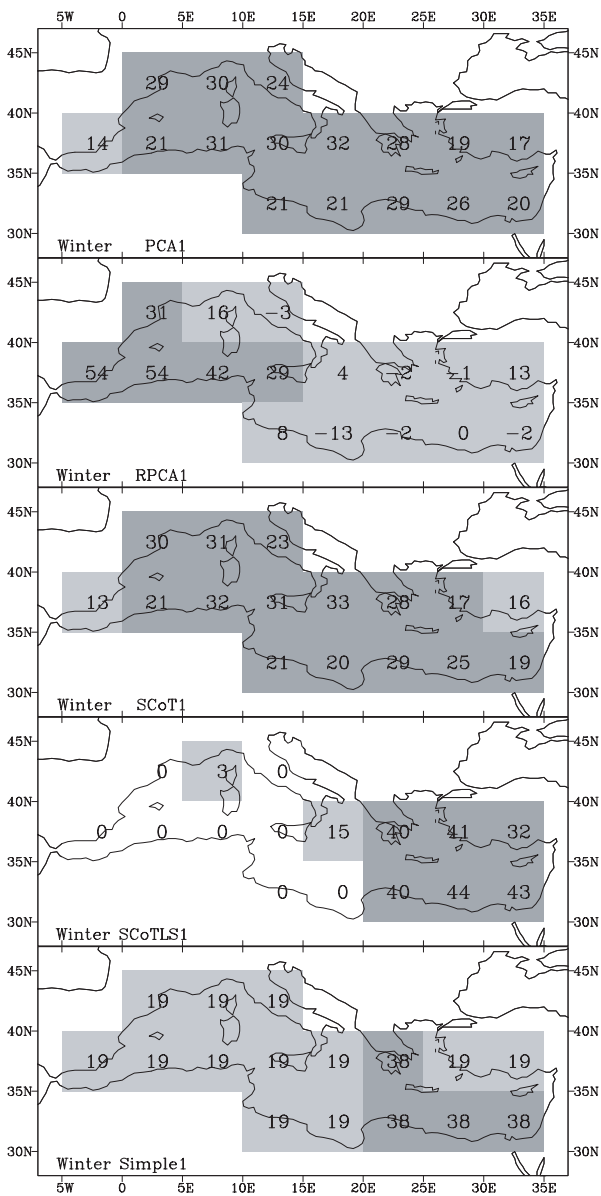 5W 0 5E 10E 15E 20E 25E 30E 35E
45N 45N
29 30 24
40N 40N
14 21 31 30 32 28 19 17
35N 35N
21 21 29 26 20
30N 30N
Winter PCA1
45N 45N
31 16 −3
40N 40N
54 54 42 29 4 −2 −1 13
35N 35N
8 −13 −2 0 −2
30N 30N
Winter RPCA1
45N 45N
30 31 23
40N 40N
13 21 32 31 33 28 17 16
35N 35N
21 20 29 25 19
30N 30N
Winter SCoT1
45N 45N
0 3 0
40N 40N
0 0 0 0 15 40 41 32
35N 35N
0 0 40 44 43
30N 30N
Winter SCoTLS1
45N 45N
19 19 19
40N 40N
19 19 19 19 19 38 19 19
35N 35N
19 19 38 38 38
30N 30N
Winter Simple1
5W 0 5E 10E 15E 20E 25E 30E 35E